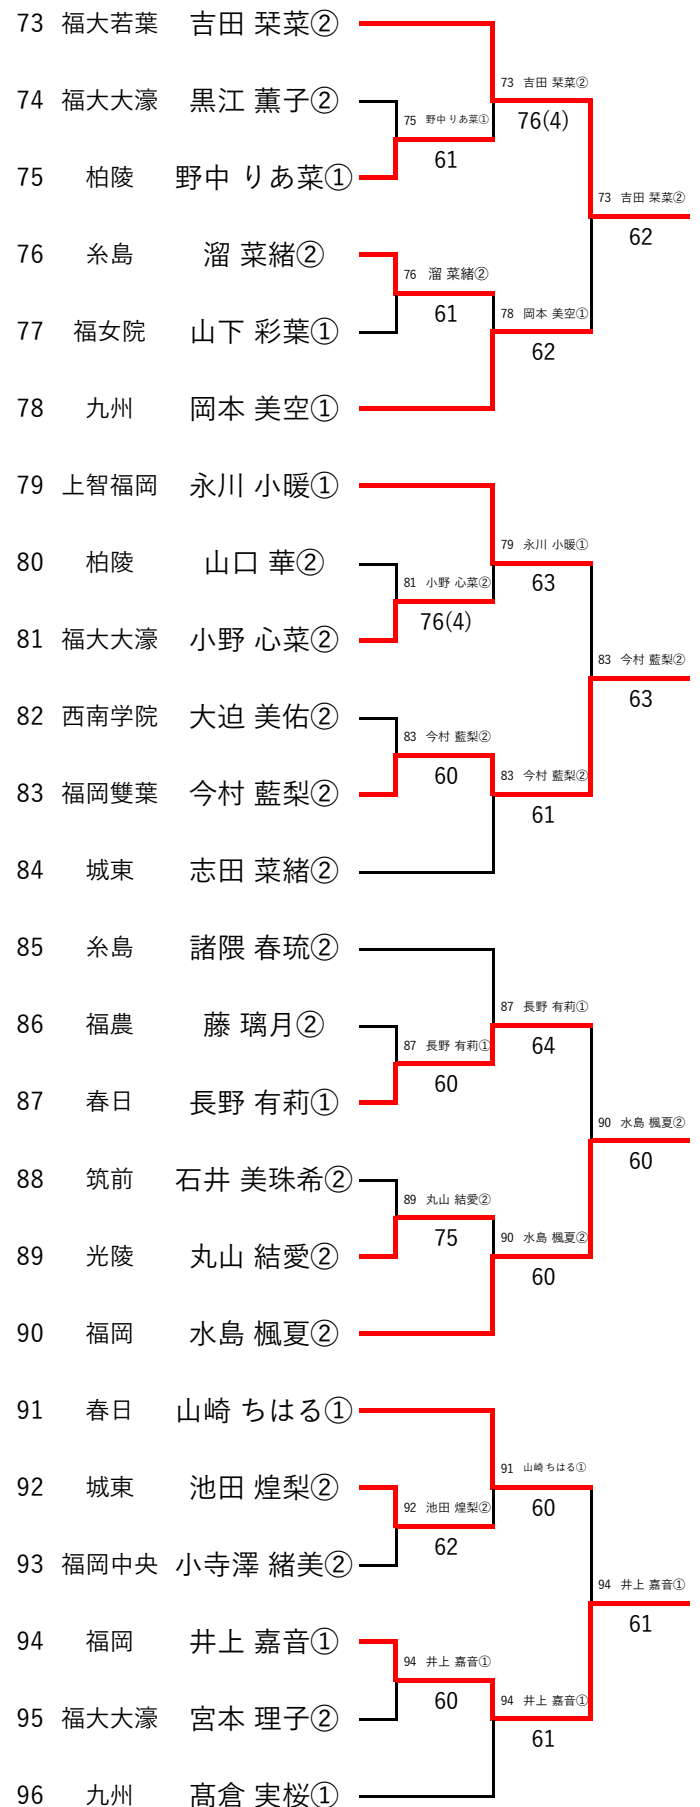 73 福大若葉 吉田 栞菜②
73 吉田 栞菜②
74 福大大濠 黒江 薫子②
75 野中 りあ菜①
76(4)
61
75 柏陵 野中 りあ菜①
73 吉田 栞菜②
62
76 糸島 溜 菜緒②
76 溜 菜緒②
61
78 岡本 美空①
77 福女院 山下 彩葉①
62
78 九州 岡本 美空①
79 上智福岡 永川 小暖①
79 永川 小暖①
80 柏陵 山口 華②
81 小野 心菜②
63
76(4)
81 福大大濠 小野 心菜②
83 今村 藍梨②
63
82 西南学院 大迫 美佑②
83 今村 藍梨②
60
83 今村 藍梨②
83 福岡雙葉 今村 藍梨②
61
84 城東 志田 菜緒②
85 糸島 諸隈 春琉②
87 長野 有莉①
86 福農 藤 璃月②
87 長野 有莉①
64
60
87 春日 長野 有莉①
90 水島 楓夏②
60
88 筑前 石井 美珠希②
89 丸山 結愛②
75
90 水島 楓夏②
89 光陵 丸山 結愛②
60
90 福岡 水島 楓夏②
91 春日 山崎 ちはる①
91 山崎 ちはる①
92 城東 池田 煌梨②
92 池田 煌梨②
60
62
93 福岡中央 小寺澤 緒美②
94 井上 嘉音①
61
94 福岡 井上 嘉音①
94 井上 嘉音①
60
94 井上 嘉音①
95 福大大濠 宮本 理子②
61
96 九州 髙倉 実桜①